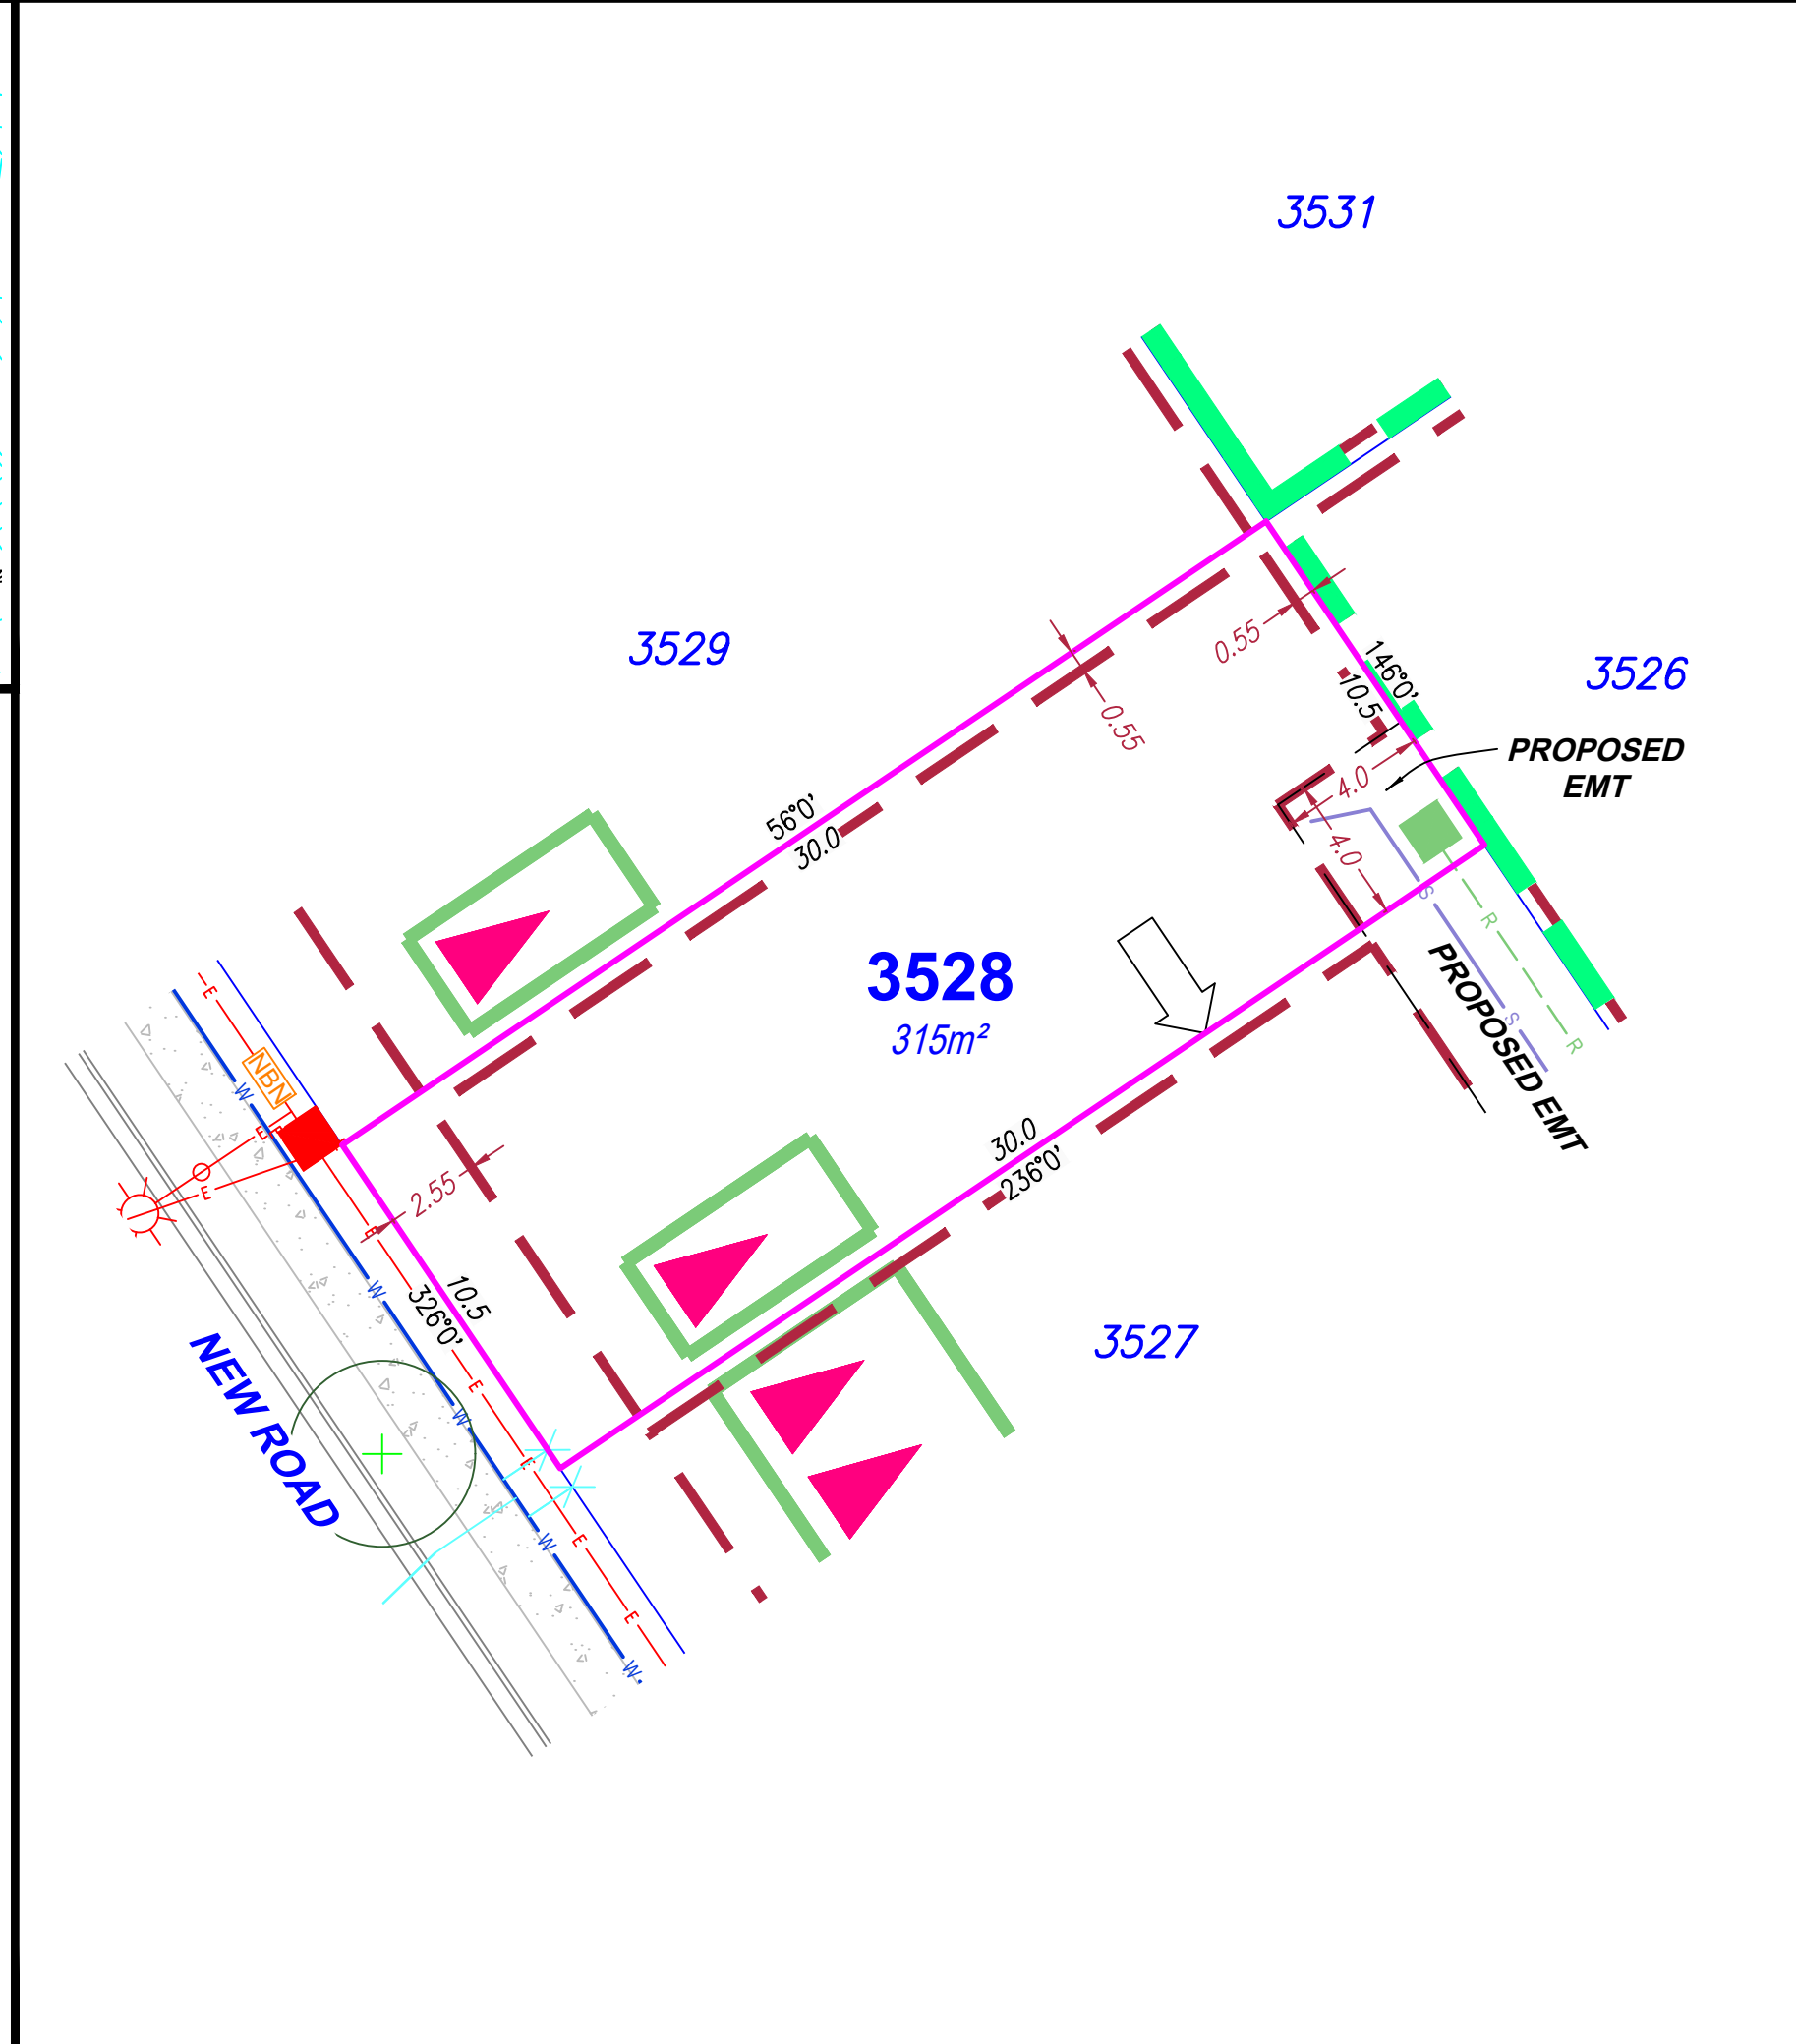 3531
3529
3526
0.55
0.55
146°0'
10.5
PROPOSED
EMT
4.0
4.0
56°0'
30.0
3528
315m²
S
R
S
R
PROPOSED EMT
E
NBN
W
E
E
E
2.55
30.0
236°0'
10.5
326°0'
W
E
3527
NEW ROAD
W
E
W
E
E
W